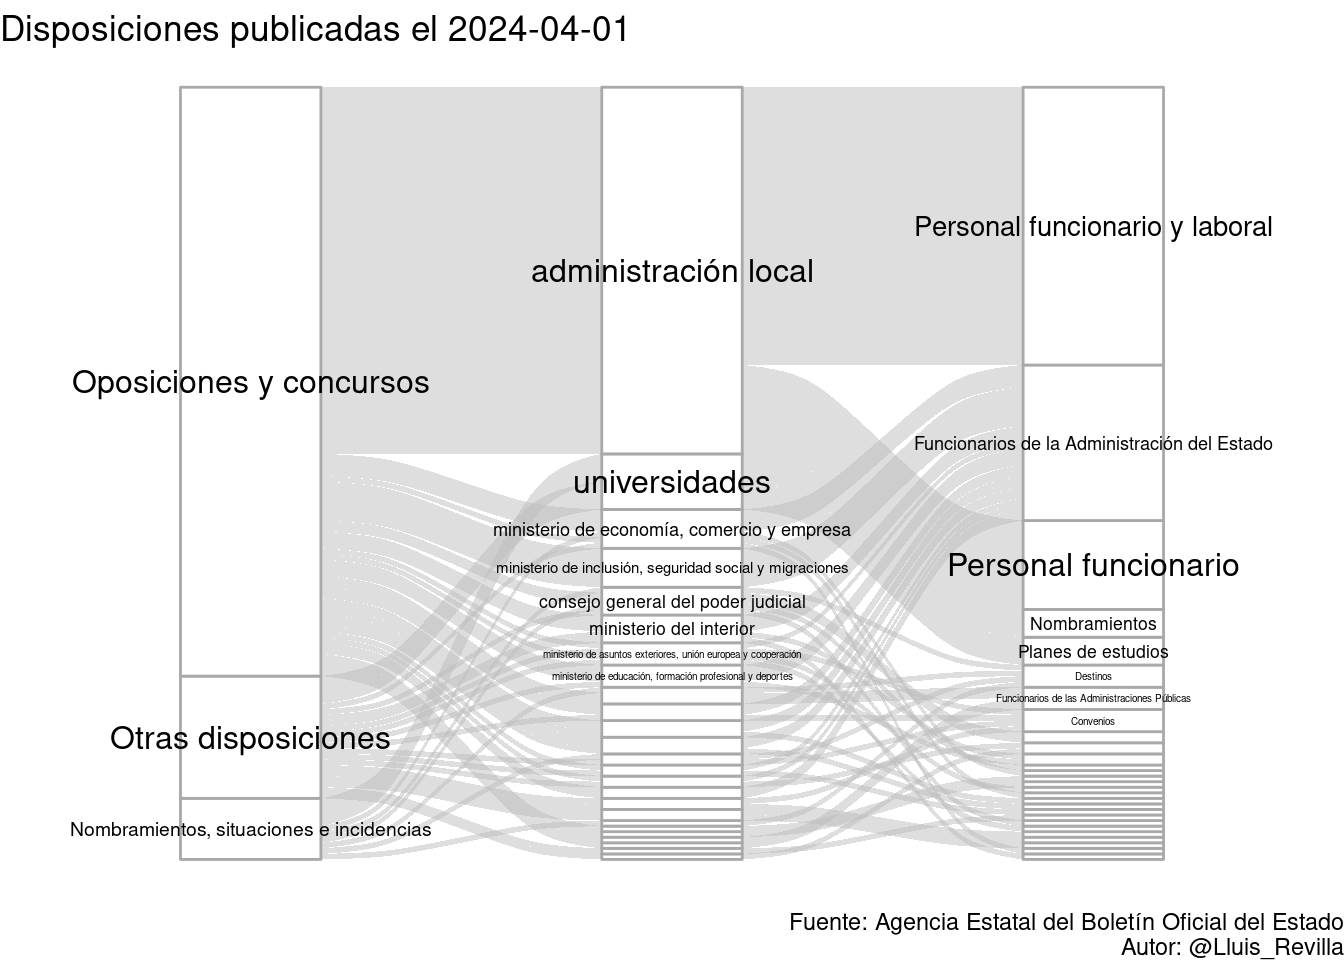 Disposiciones publicadas el 2024-04-01
Oposiciones y concursos
Otras disposiciones
Nombramientos, situaciones e incidencias
administración local
universidades
ministerio de economía, comercio y empresa
ministerio de inclusión, seguridad social y migraciones
consejo general del poder judicial
ministerio del interior
ministerio de asuntos exteriores, unión europea y cooperación
ministerio de educación, formación profesional y deportes
Personal funcionario y laboral
Funcionarios de la Administración del Estado
Personal funcionario
Nombramientos
Planes de estudios
Destinos
Funcionarios de las Administraciones Públicas
Convenios
Fuente: Agencia Estatal del Boletín Oficial del Estado
Autor: @Lluis_Revilla